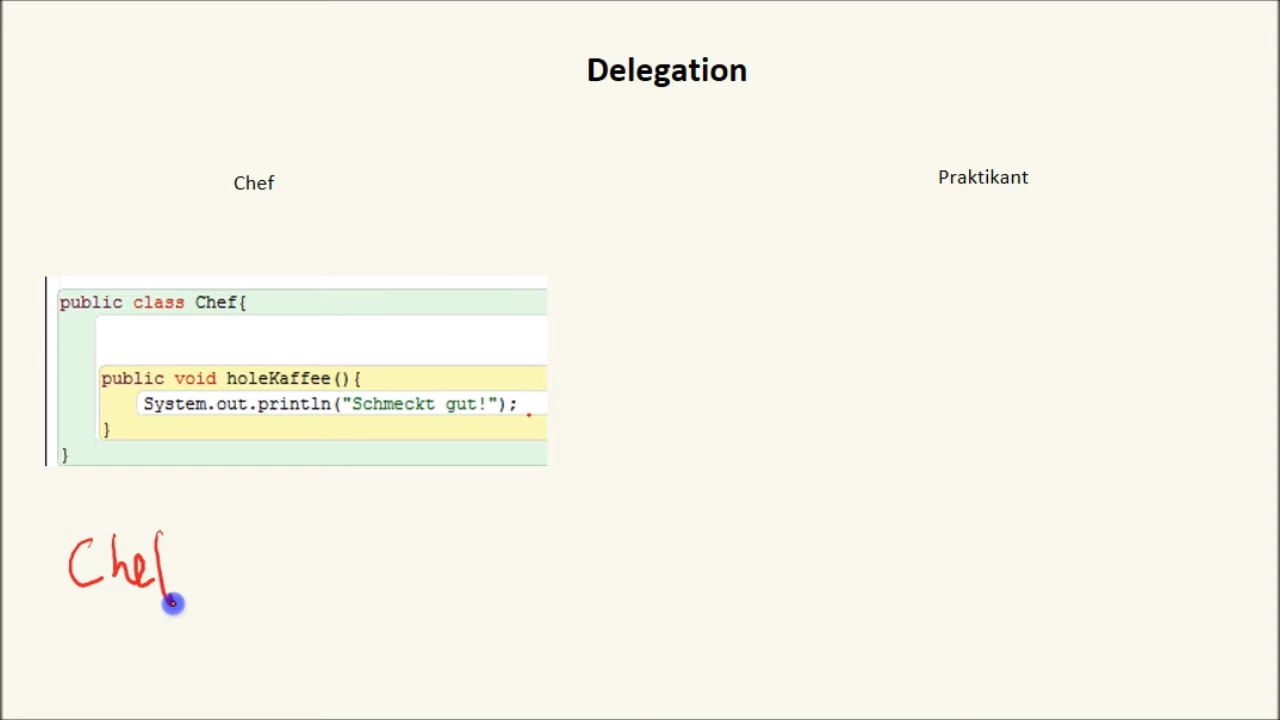 Delegation
Chef
Praktikant
public class Chef{
public void holeKaffee(){
System.out.println("Schmeckt gut!");
}
}
Chef